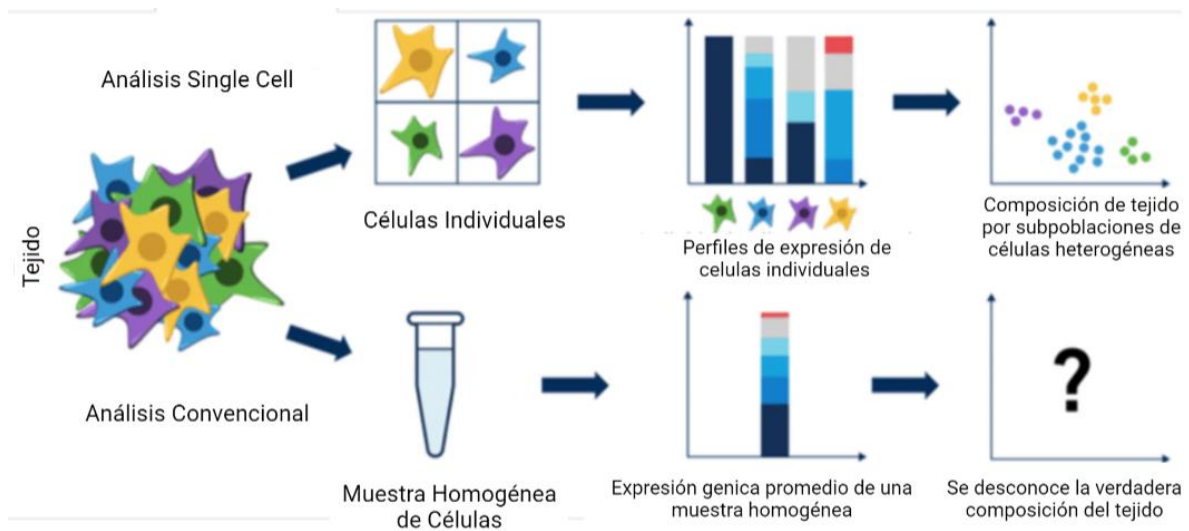 Análisis Single Cell
Tejido
Análisis Convencional
Células Individuales
Perfiles de expresión de
celulas individuales
Composición de tejido
por subpoblaciones de
células heterogéneas
Muestra Homogénea
de Células
Expresión genica promedio de una
muestra homogénea
?
Se desconoce la verdadera
composición del tejido